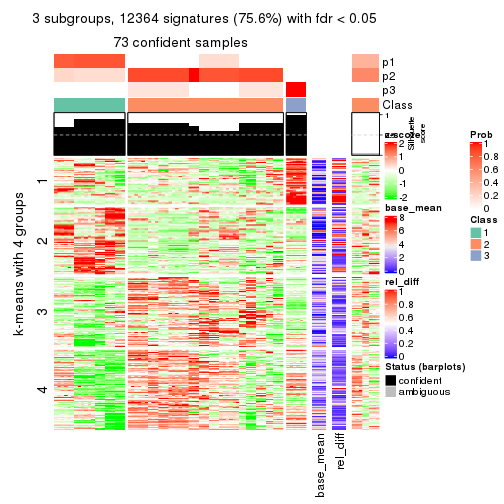 3 subgroups, 12364 signatures (75.6%) with fdr < 0.05
73 confident samples
p1
p2
p3
Class
1
Silhouette
score
k-means with 4 groups
1
2
3
4
base_mean
rel_diff
z-score
2
1
0
-1
-2
base_mean
8
6
4
2
0
rel_diff
1
0.8
0.6
0.4
0.2
0
Status (barplots)
confident
ambiguous
Prob
1
0.8
0.6
0.4
0.2
0
Class
1
2
3